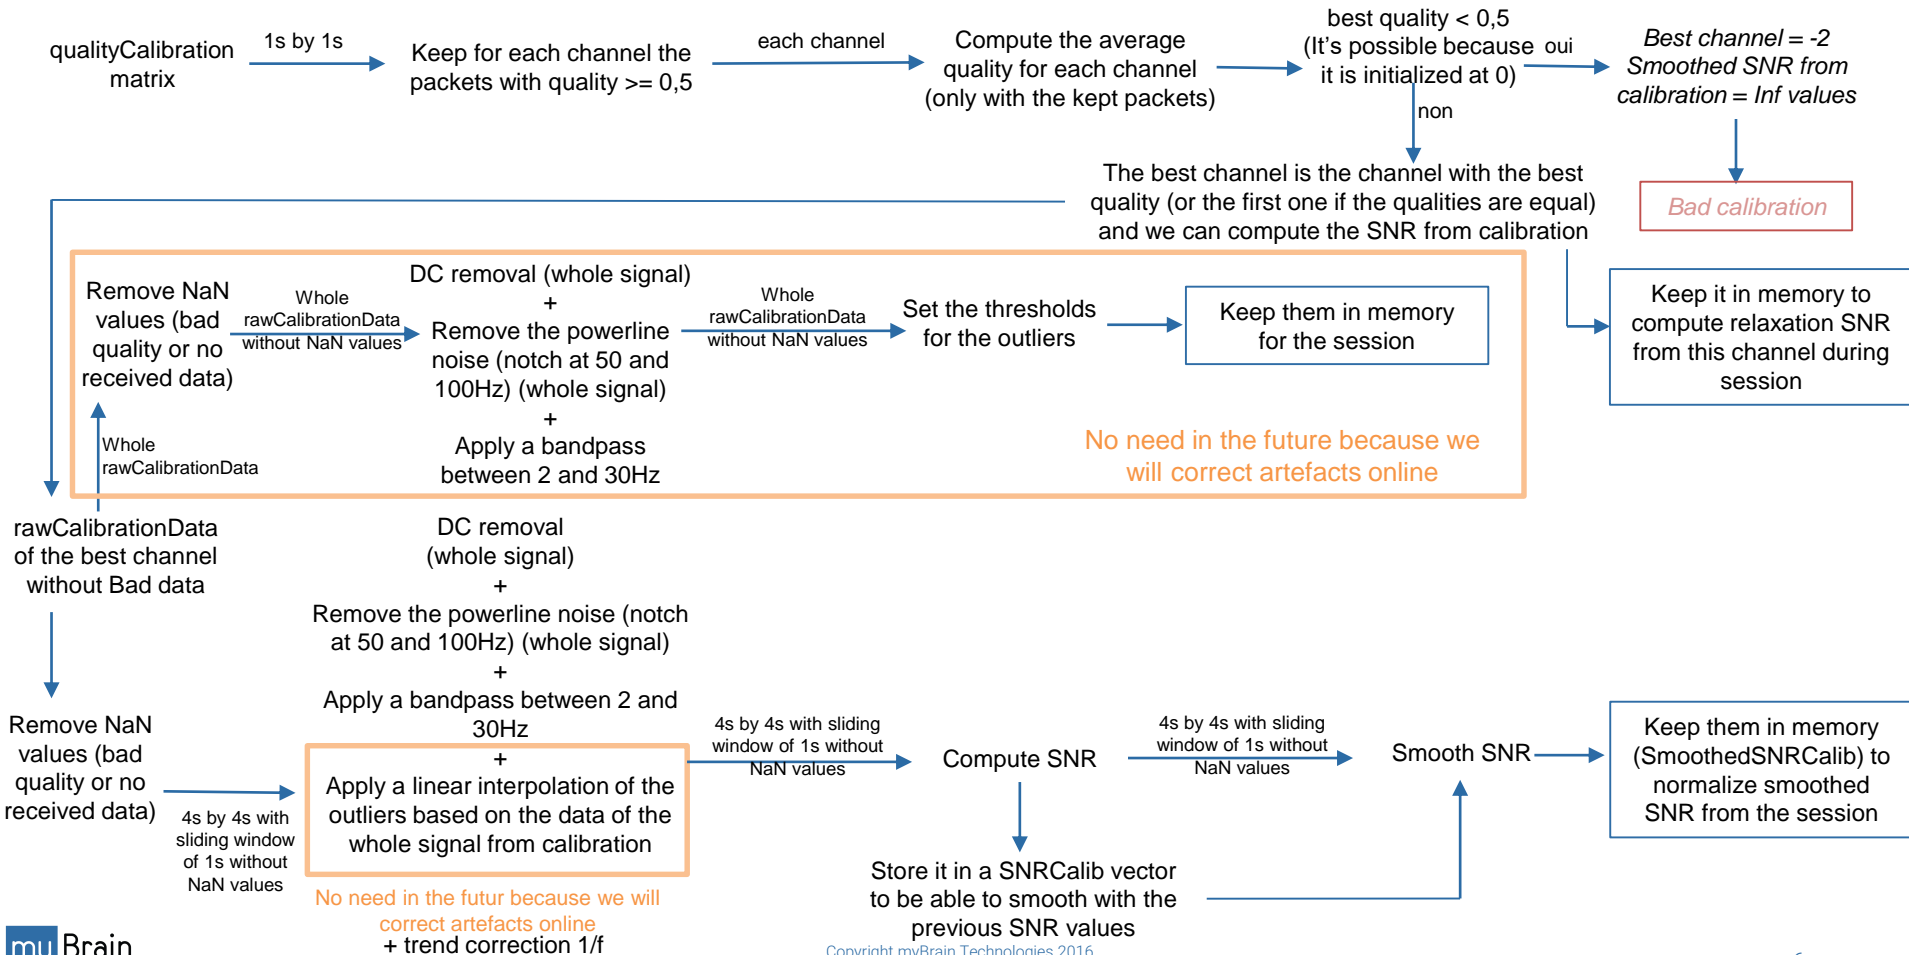 qualityCalibration
matrix
1s by 1s
Keep for each channel the
packets with quality >= 0,5
each channel
Compute the average
quality for each channel
(only with the kept packets)
best quality < 0,5
(It's possible because
it is initialized at 0)
oui
non
Best channel = -2
Smoothed SNR from
calibration = Inf values
Bad calibration
The best channel is the channel with the best
quality (or the first one if the qualities are equal)
and we can compute the SNR from calibration
Keep it in memory to
compute relaxation SNR
from this channel during
session
Remove NaN
values (bad
quality or no
received data)
Whole
rawCalibrationData
without NaN values
DC removal (whole signal)
+
Remove the powerline
noise (notch at 50 and
100Hz) (whole signal)
+
Apply a bandpass
between 2 and 30Hz
Whole
rawCalibrationData
without NaN values
Set the thresholds
for the outliers
Keep them in memory
for the session
No need in the future because we
will correct artefacts online
Whole
rawCalibrationData
rawCalibrationData
of the best channel
without Bad data
Remove NaN
values (bad
quality or no
received data)
4s by 4s with
sliding window
of 1s without
NaN values
DC removal
(whole signal)
+
Remove the powerline noise (notch
at 50 and 100Hz) (whole signal)
+
Apply a bandpass between 2 and
30Hz
+
Apply a linear interpolation of the
outliers based on the data of the
whole signal from calibration
No need in the futur because we will
correct artefacts online
+ trend correction 1/f
4s by 4s with sliding
window of 1s without
NaN values
Compute SNR
4s by 4s with sliding
window of 1s without
NaN values
Smooth SNR
Keep them in memory
(SmoothedSNRCalib) to
normalize smoothed
SNR from the session
Store it in a SNRCalib vector
to be able to smooth with the
previous SNR values
my Brain
Copyright myBrain Technologies 2016